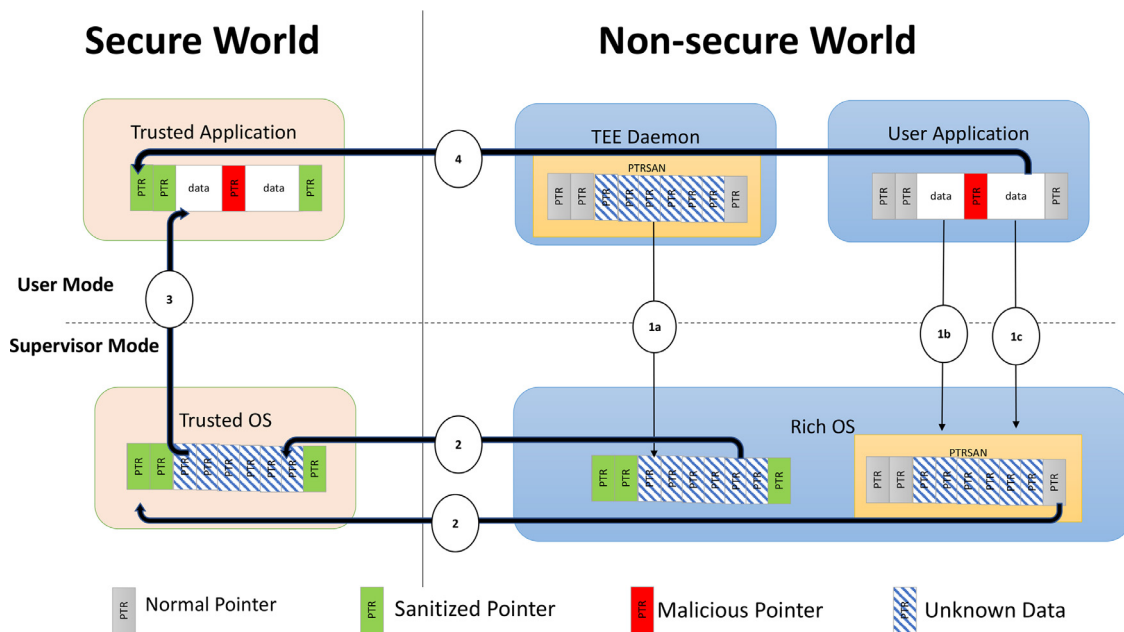 Secure World
Non-secure World
Trusted Application
PTR PTR data PTR data PTR
4
TEE Daemon
PTRSAN
PTR PTR PTR PTR PTR PTR PTR PTR PTR
User Application
PTR PTR data PTR data PTR
User Mode
3
1a
1b
1c
Supervisor Mode
Trusted OS
PTR PTR PTR PTR PTR PTR PTR PTR PTR
2
Rich OS
PTR PTR PTR PTR PTR PTR PTR PTR PTR
PTRSAN
PTR PTR PTR PTR PTR PTR PTR PTR PTR
2
PTR Normal Pointer
PTR Sanitized Pointer
PTR Malicious Pointer
PTR Unknown Data